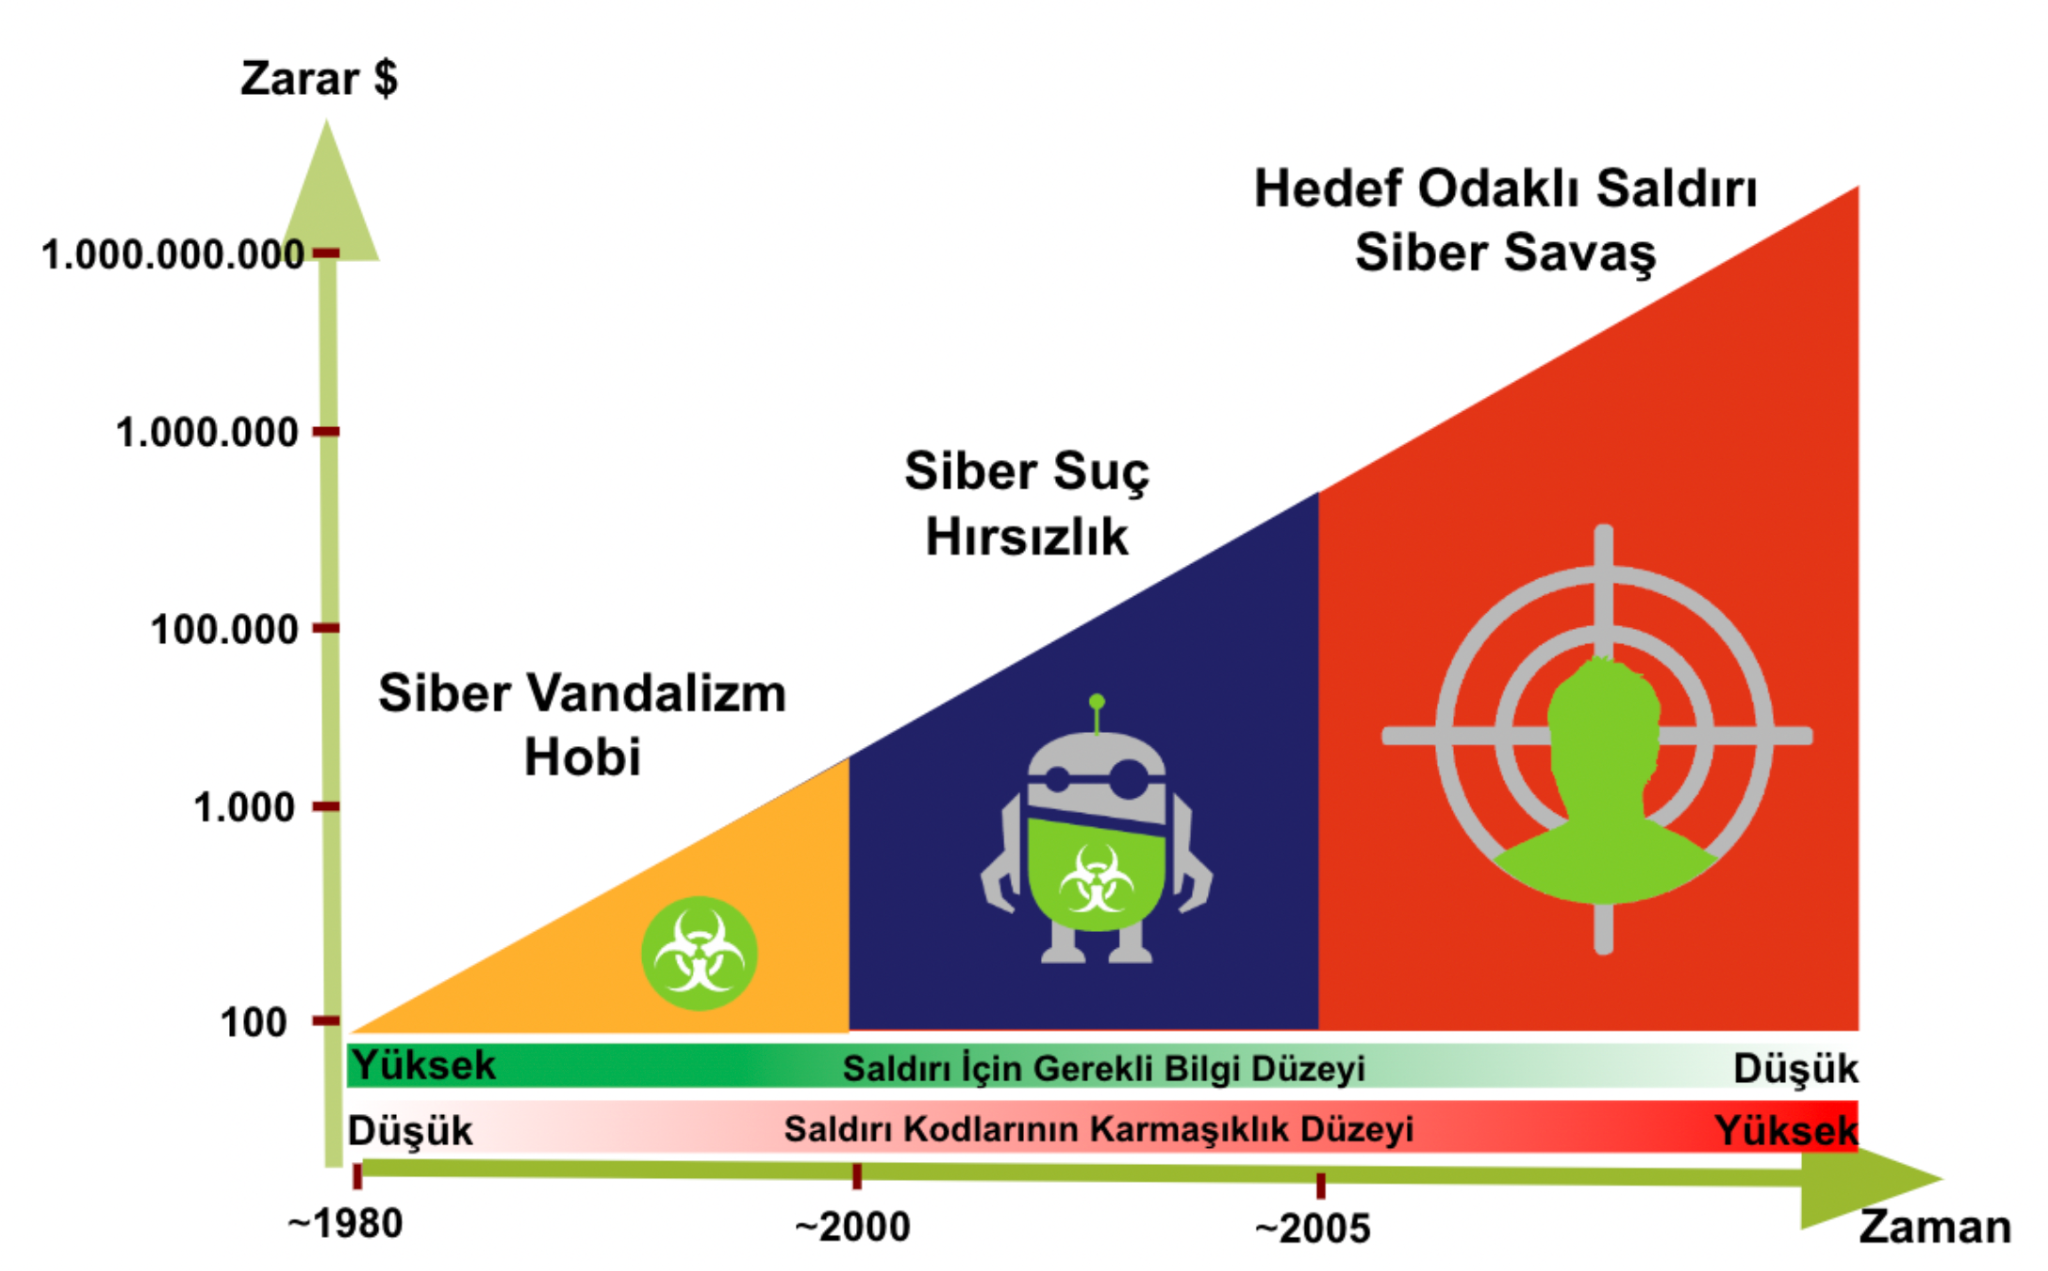 Zarar $
1.000.000.000
1.000.000
100.000
1.000
100
Hedef Odaklı Saldırı
Siber Savaş
Siber Suç
Hırsızlık
Siber Vandalizm
Hobi
Yüksek Saldırı İçin Gerekli Bilgi Düzeyi Düşük
Düşük Saldırı Kodlarının Karmaşıklık Düzeyi Yüksek
~1980 ~2000 ~2005 Zaman